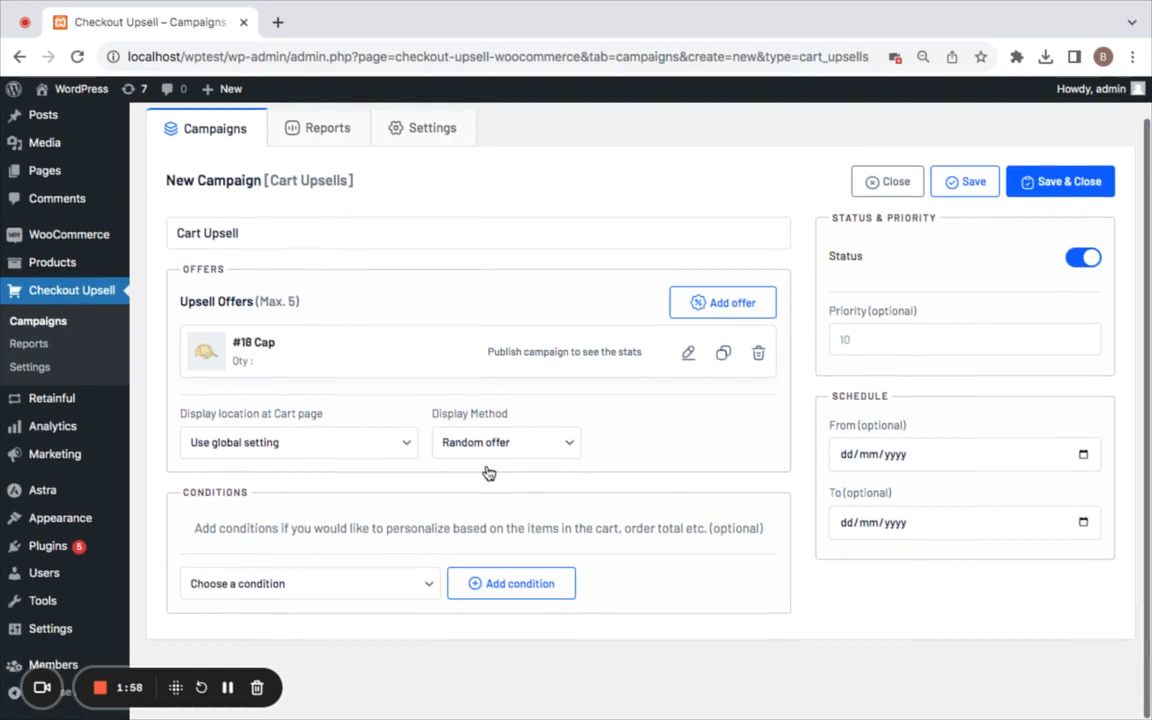 Checkout Upsell – Campaigns
localhost/wptest/wp-admin/admin.php?page=checkout-upsell-woocommerce&tab=campaigns&create=new&type=cart_upsells
B
WordPress 7 0 New Howdy, admin
Posts
Media
Pages
Comments
WooCommerce
Products
Checkout Upsell
Campaigns
Reports
Settings
Retainful
Analytics
Marketing
Astra
Appearance
Plugins 5
Users
Tools
Settings
Members
1:58
Campaigns Reports Settings
New Campaign [Cart Upsells]
Close Save Save & Close
Cart Upsell
OFFERS
Upsell Offers (Max. 5)
Add offer
#18 Cap
Qty :
Publish campaign to see the stats
Display location at Cart page Display Method
Use global setting Random offer
CONDITIONS
Add conditions if you would like to personalize based on the items in the cart, order total etc. (optional)
Choose a condition Add condition
STATUS & PRIORITY
Status
Priority (optional)
10
SCHEDULE
From (optional)
dd/mm/yyyy
To (optional)
dd/mm/yyyy